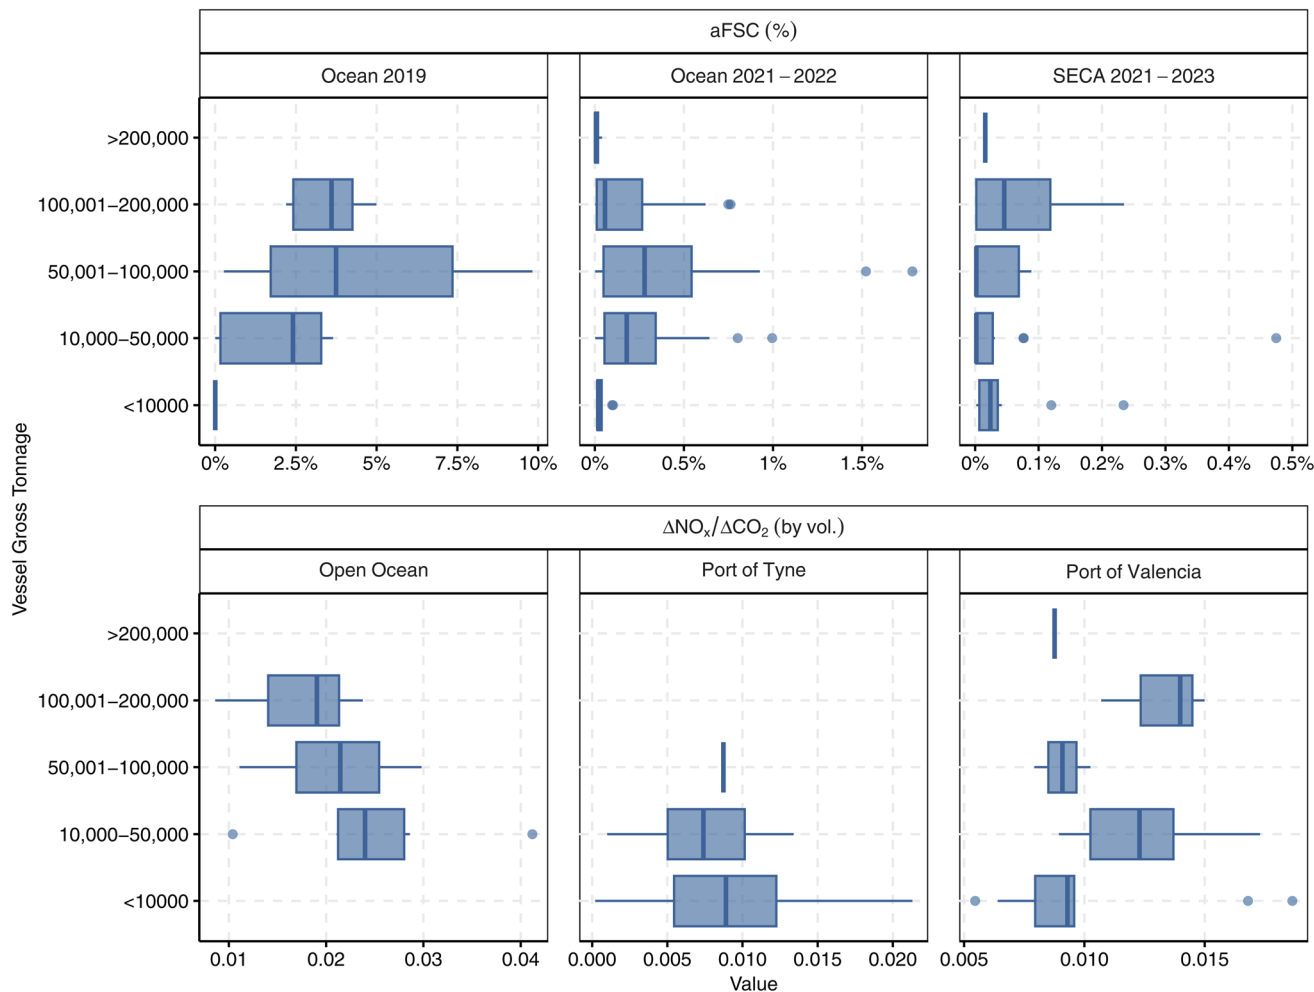 aFSC (%)
Ocean 2019
Ocean 2021–2022
SECA 2021–2023
>200,000
100,001–200,000
50,001–100,000
10,000–50,000
<10000
0% 2.5% 5% 7.5% 10%
0% 0.5% 1% 1.5%
0% 0.1% 0.2% 0.3% 0.4% 0.5%
Vessel Gross Tonnage
ΔNOₓ/ΔCO₂ (by vol.)
Open Ocean
Port of Tyne
Port of Valencia
>200,000
100,001–200,000
50,001–100,000
10,000–50,000
<10000
0.01 0.02 0.03 0.04
0.000 0.005 0.010 0.015 0.020
0.005 0.010 0.015
Value